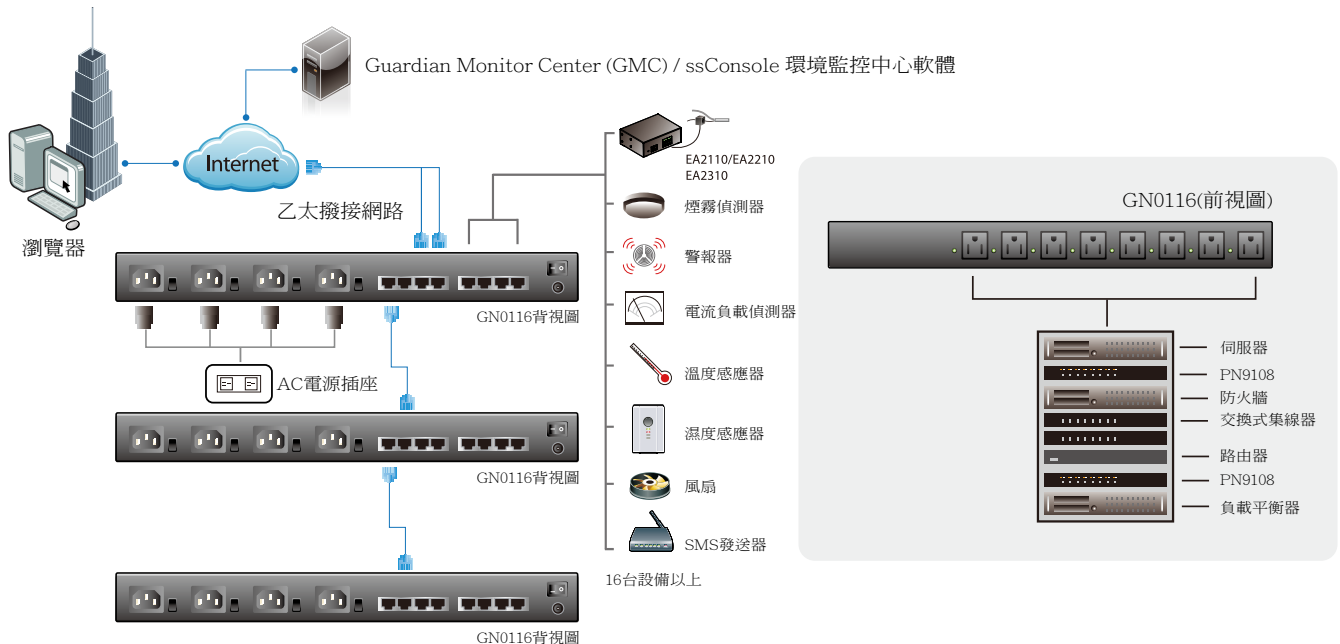 Guardian Monitor Center (GMC) / ssConsole 環境監控中心軟體
Internet
瀏覽器
乙太撥接網路
GN0116背視圖
AC電源插座
GN0116背視圖
GN0116背視圖
EA2110/EA2210
EA2310
煙霧偵測器
警報器
電流負載偵測器
溫度感應器
濕度感應器
風扇
SMS發送器
16台設備以上
GN0116(前視圖)
伺服器
PN9108
防火牆
交換式集線器
路由器
PN9108
負載平衡器